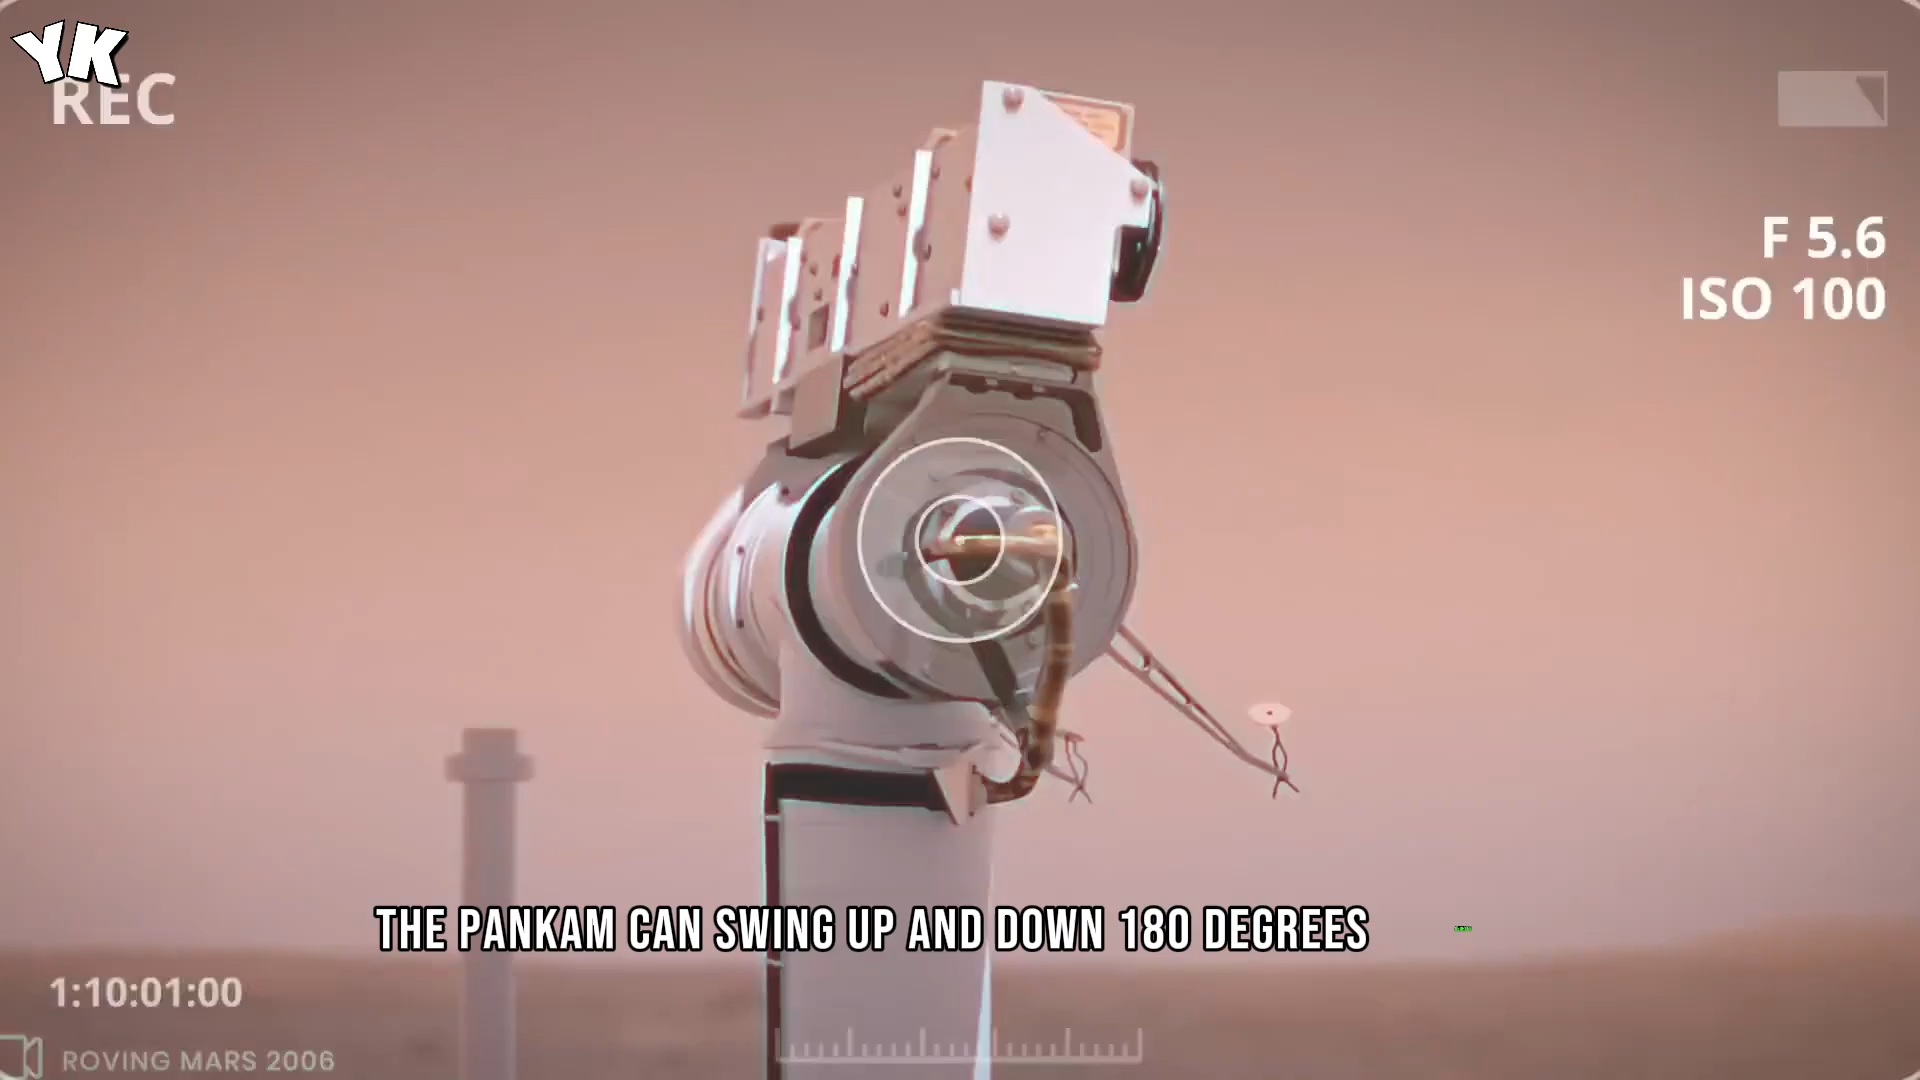 YK
REC
F 5.6
ISO 100
THE PANKAM CAN SWING UP AND DOWN 180 DEGREES
1:10:01:00
ROVING MARS 2006